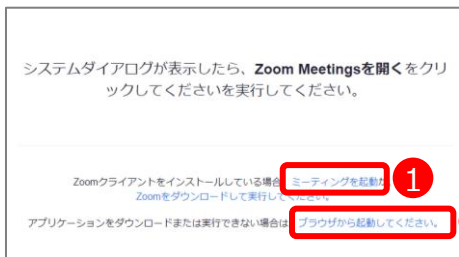 システムダイアログが表示したら、Zoom Meetingsを開くをクリ
ックしてくださいを実行してください。
Zoomクライアントをインストールしている場合 ミーティングを起動
1
Zoomをダウンロードして実行してください。
アプリケーションをダウンロードまたは実行できない場合は ブラウザから起動してください。